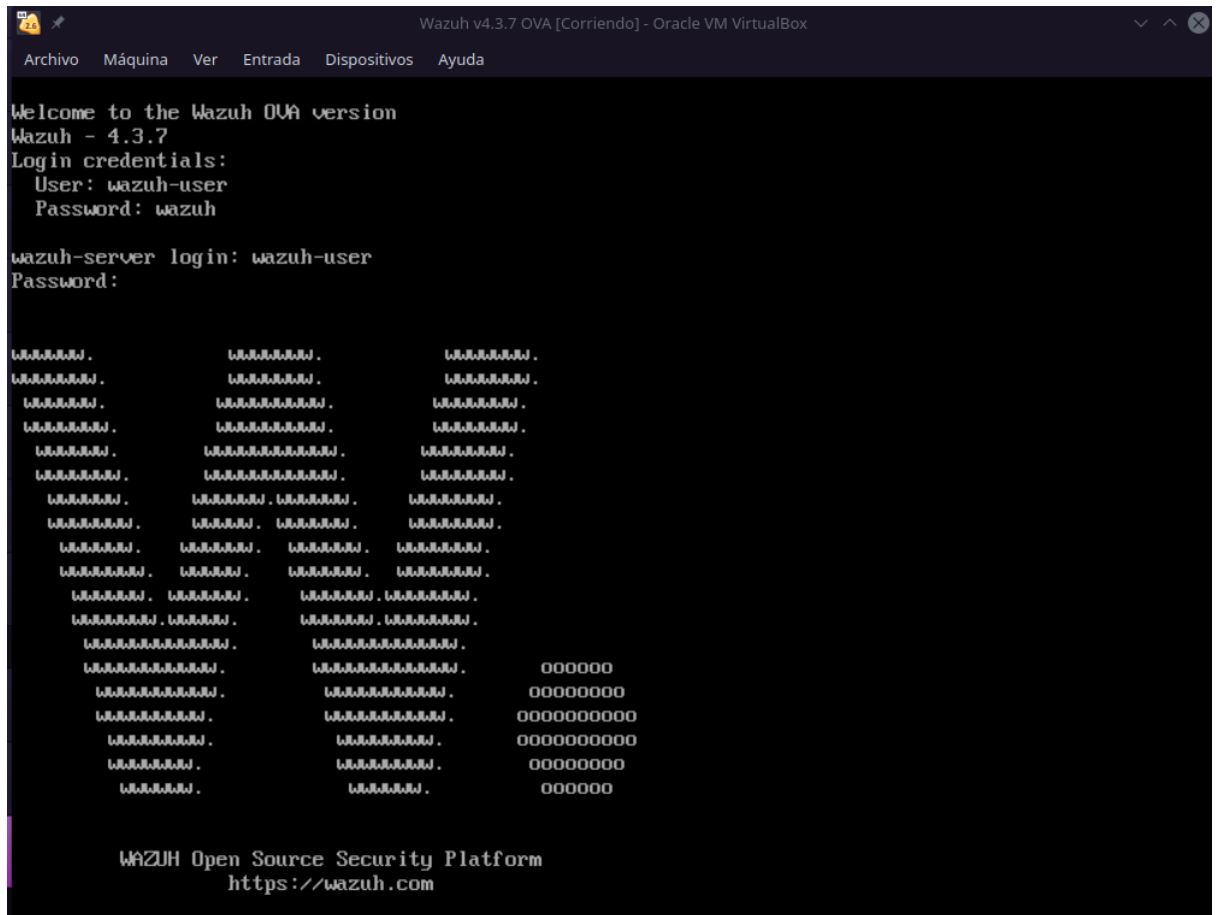 Wazuh v4.3.7 OVA [Corriendo] - Oracle VM VirtualBox
Archivo Máquina Ver Entrada Dispositivos Ayuda
Welcome to the Wazuh OVA version
Wazuh - 4.3.7
Login credentials:
User: wazuh-user
Password: wazuh
wazuh-server login: wazuh-user
Password:
WAZUH Open Source Security Platform
https://wazuh.com